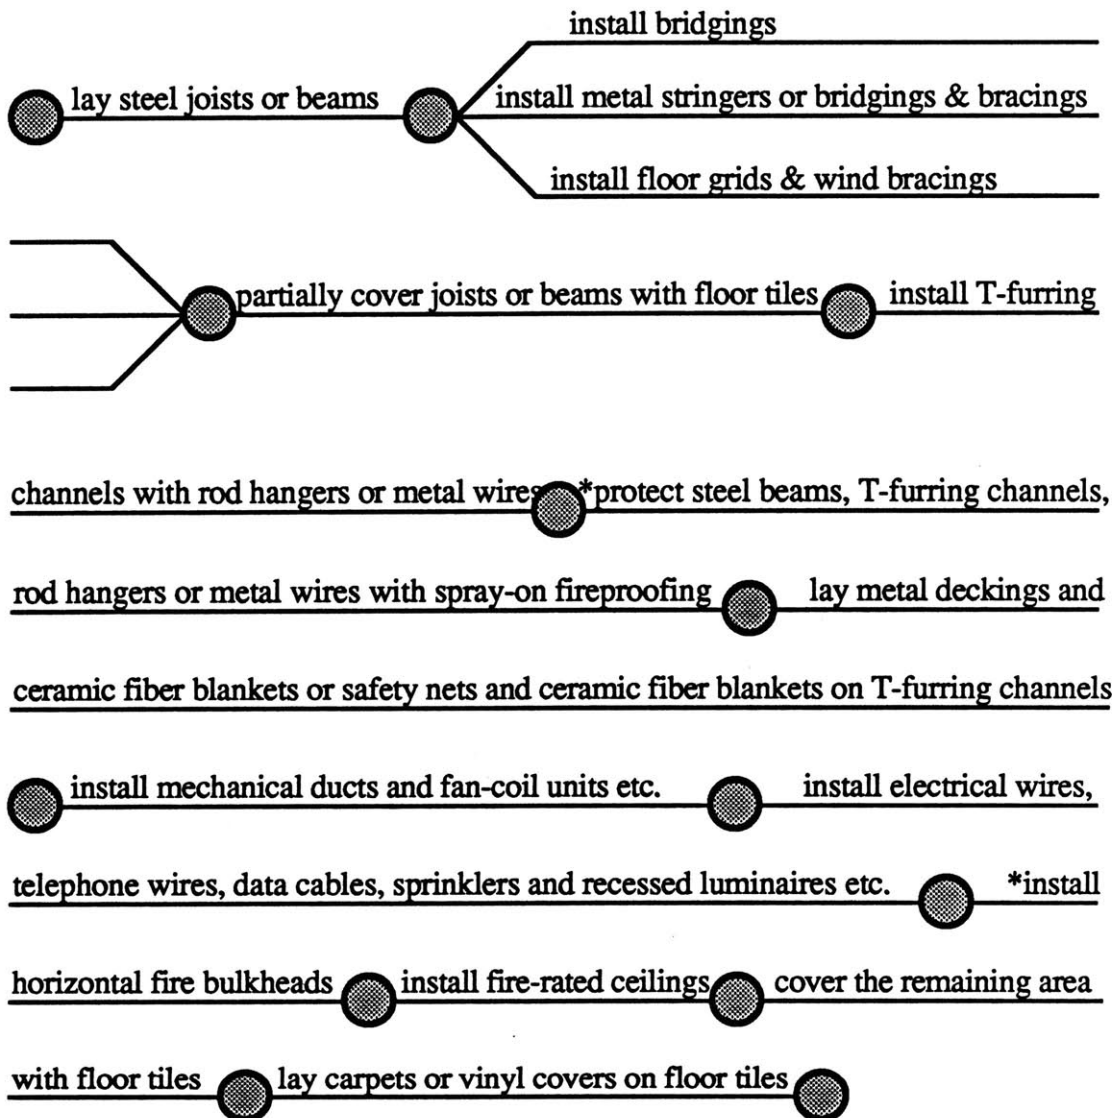 install bridgings
lay steel joists or beams
install metal stringers or bridgings & bracings
install floor grids & wind bracings
partially cover joists or beams with floor tiles
install T-furring
channels with rod hangers or metal wires
*protect steel beams, T-furring channels,
rod hangers or metal wires with spray-on fireproofing
lay metal deckings and
ceramic fiber blankets or safety nets and ceramic fiber blankets on T-furring channels
install mechanical ducts and fan-coil units etc.
install electrical wires,
telephone wires, data cables, sprinklers and recessed luminaires etc.
*install
horizontal fire bulkheads
install fire-rated ceilings
cover the remaining area
with floor tiles
lay carpets or vinyl covers on floor tiles